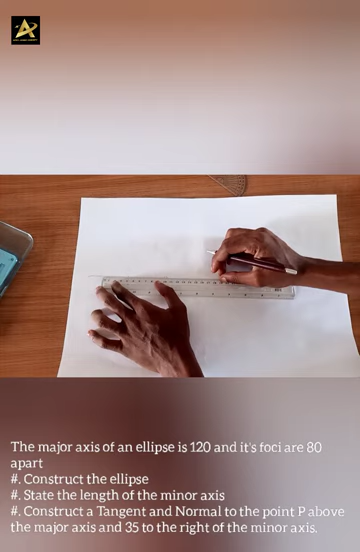 The major axis of an ellipse is 120 and it's foci are 80
apart
#. Construct the ellipse
#. State the length of the minor axis
#. Construct a Tangent and Normal to the point P above
the major axis and 35 to the right of the minor axis.